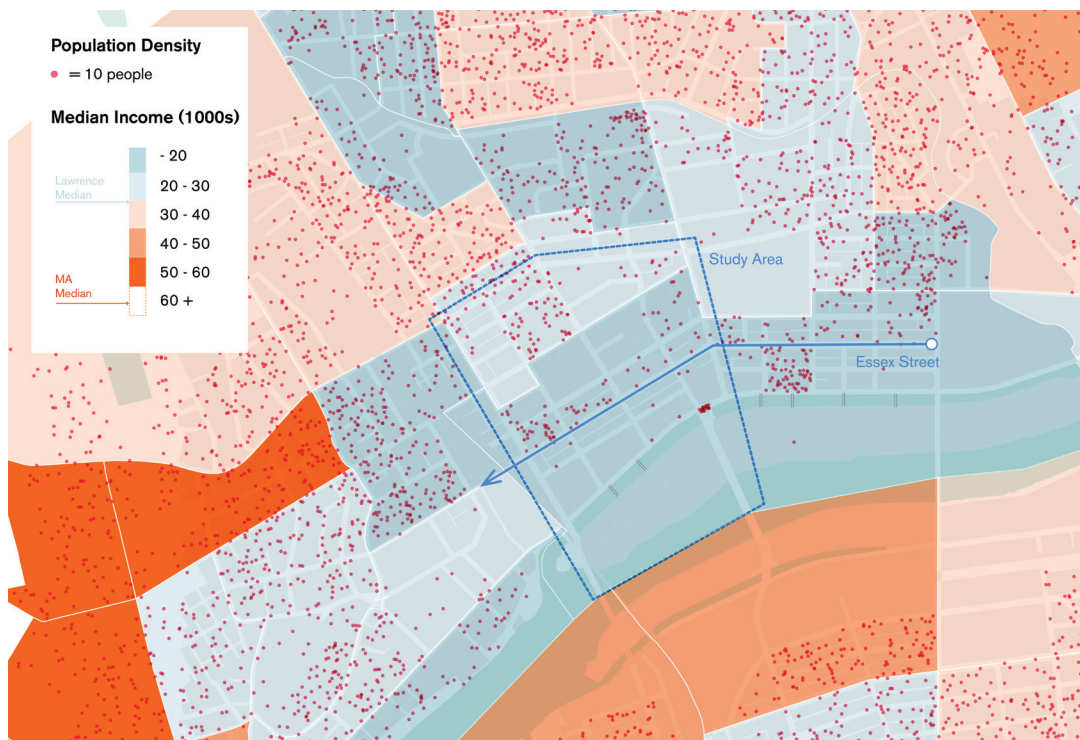 Population Density
= 10 people
Median Income (1000s)
- 20
20 - 30
30 - 40
40 - 50
50 - 60
60 +
Lawrence
Median
MA
Median
Study Area
Essex Street